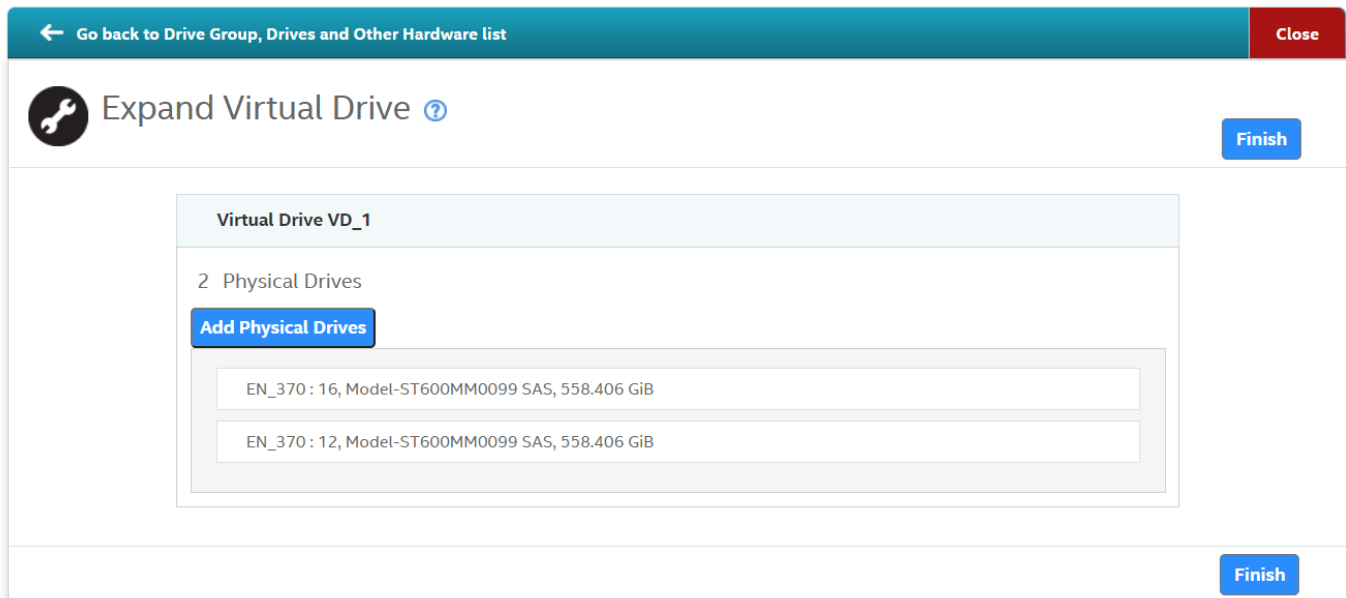 Go back to Drive Group, Drives and Other Hardware list
Close
Expand Virtual Drive ?
Finish
Virtual Drive VD_1
2 Physical Drives
Add Physical Drives
EN_370 : 16, Model-ST600MM0099 SAS, 558.406 GiB
EN_370 : 12, Model-ST600MM0099 SAS, 558.406 GiB
Finish